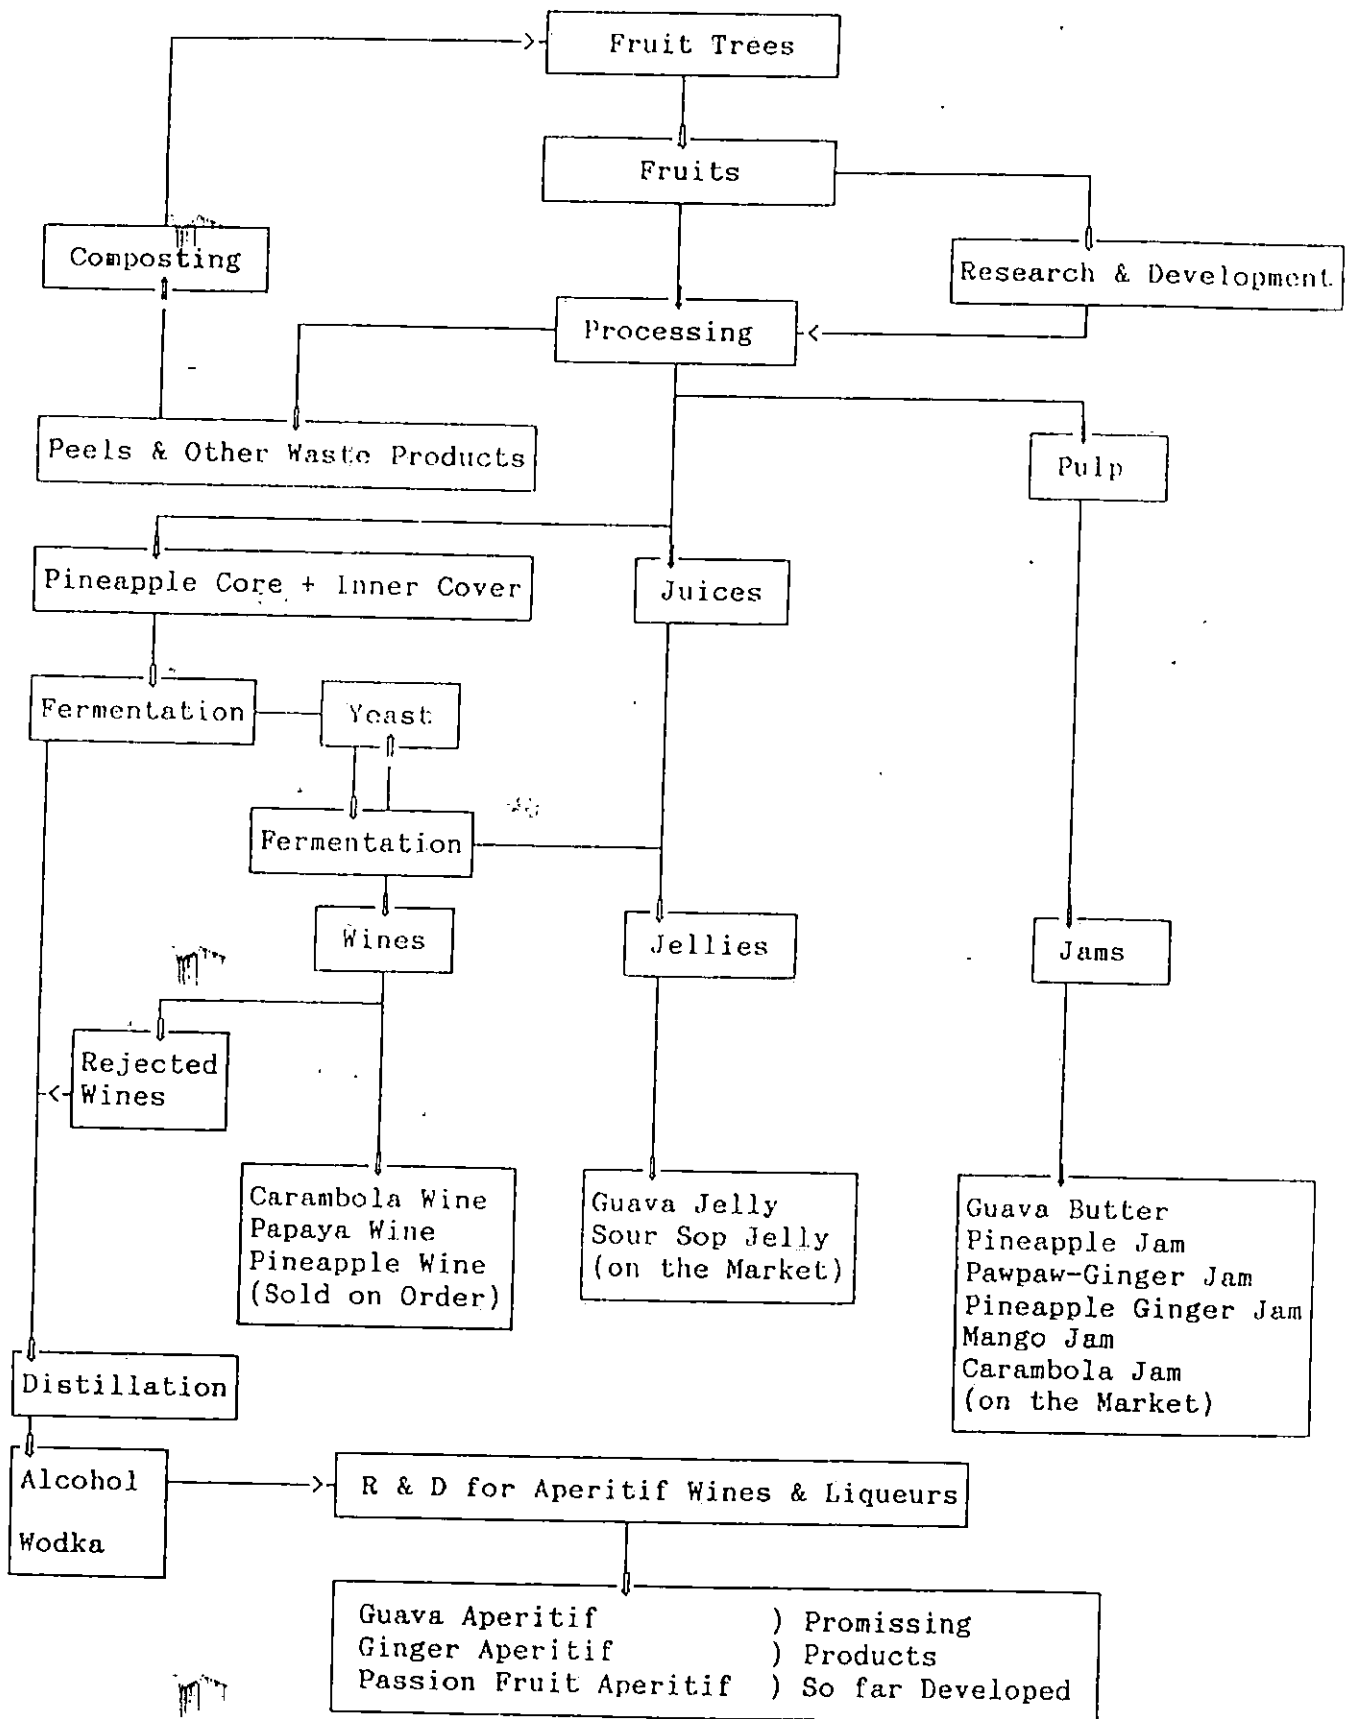 Fruit Trees
Fruits
Composting
Research & Development
Processing
Peels & Other Waste Products
Pulp
Pineapple Core + Inner Cover
Juices
Fermentation
Yeast
Fermentation
Wines
Jellies
Jams
Rejected
Wines
Carambola Wine
Papaya Wine
Pineapple Wine
(Sold on Order)
Guava Jelly
Sour Sop Jelly
(on the Market)
Guava Butter
Pineapple Jam
Pawpaw-Ginger Jam
Pineapple Ginger Jam
Mango Jam
Carambola Jam
(on the Market)
Distillation
Alcohol
Wodka
R & D for Aperitif Wines & Liqueurs
Guava Aperitif ) Promissing
Ginger Aperitif ) Products
Passion Fruit Aperitif ) So far Developed